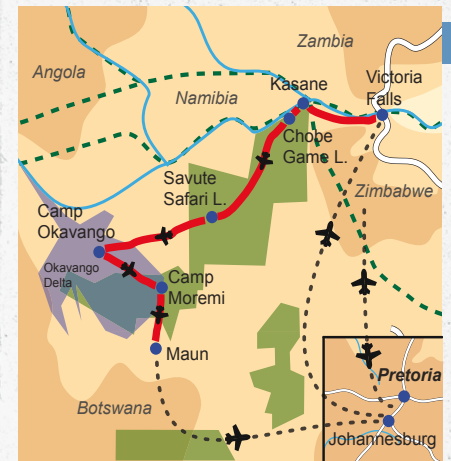 Zambia
Angola
Kasane
Victoria
Falls
Namibia
Chobe
Game L.
Savute
Safari L.
Zimbabwe
Camp
Okavango
Okavango
Delta
Camp
Moremi
Maun
Pretoria
Botswana
Johannesburg